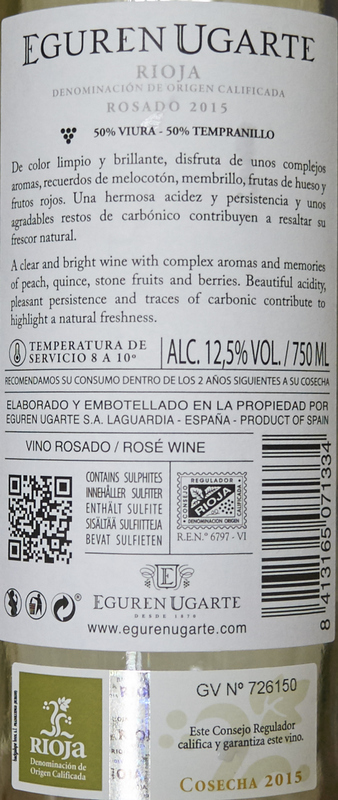 EGUREN UGARTE
RIOJA
DENOMINACIÓN DE ORIGEN CALIFICADA
ROSADO 2015
50% VIURA - 50% TEMPRANILLO
De color limpio y brillante, disfruta de unos complejos
aromas, recuerdos de melocotón, membrillo, frutas de hueso y
frutos rojos. Una hermosa acidez y persistencia y unos
agradables restos de carbónico contribuyen a resaltar su
frescor natural.
A clear and bright wine with complex aromas and memories
of peach, quince, stone fruits and berries. Beautiful acidity,
pleasant persistence and traces of carbonic contribute to
highlight a natural freshness.
TEMPERATURA DE
SERVICIO 8 A 10º
ALC. 12,5% VOL. / 750 ML
RECOMENDAMOS SU CONSUMO DENTRO DE LOS 2 AÑOS SIGUIENTES A SU COSECHA
ELABORADO Y EMBOTELLADO EN LA PROPIEDAD POR
EGUREN UGARTE S.A. LAGUARDIA - ESPAÑA - PRODUCT OF SPAIN
VINO ROSADO / ROSÉ WINE
CONTAINS SULPHITES
INNEHÅLLER SULFITER
ENTHÄLT SULFITE
SISÄLTÄÄ SULFIITTEJA
BEVAT SULFIETEN
REGULADOR
CONSEJO
CALIFICADA
RIOJA
DENOMINACIÓN ORIGEN
R.E.N.º 6797 - VI
8 413165 071334
E
EGUREN UGARTE
DESDE 1870
www.egurenugarte.com
RIOJA
Denominación de
Origen Calificada
GV Nº 726150
Este Consejo Regulador
califica y garantiza este vino.
COSECHA 2015